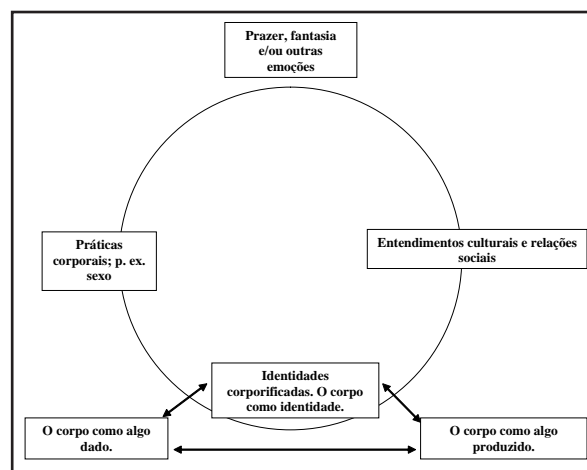 Prazer, fantasia
e/ou outras
emoções
Práticas
corporais; p. ex.
sexo
Entendimentos culturais e relações
sociais
Identidades
corporificadas. O corpo
como identidade.
O corpo como algo
dado.
O corpo como algo
produzido.